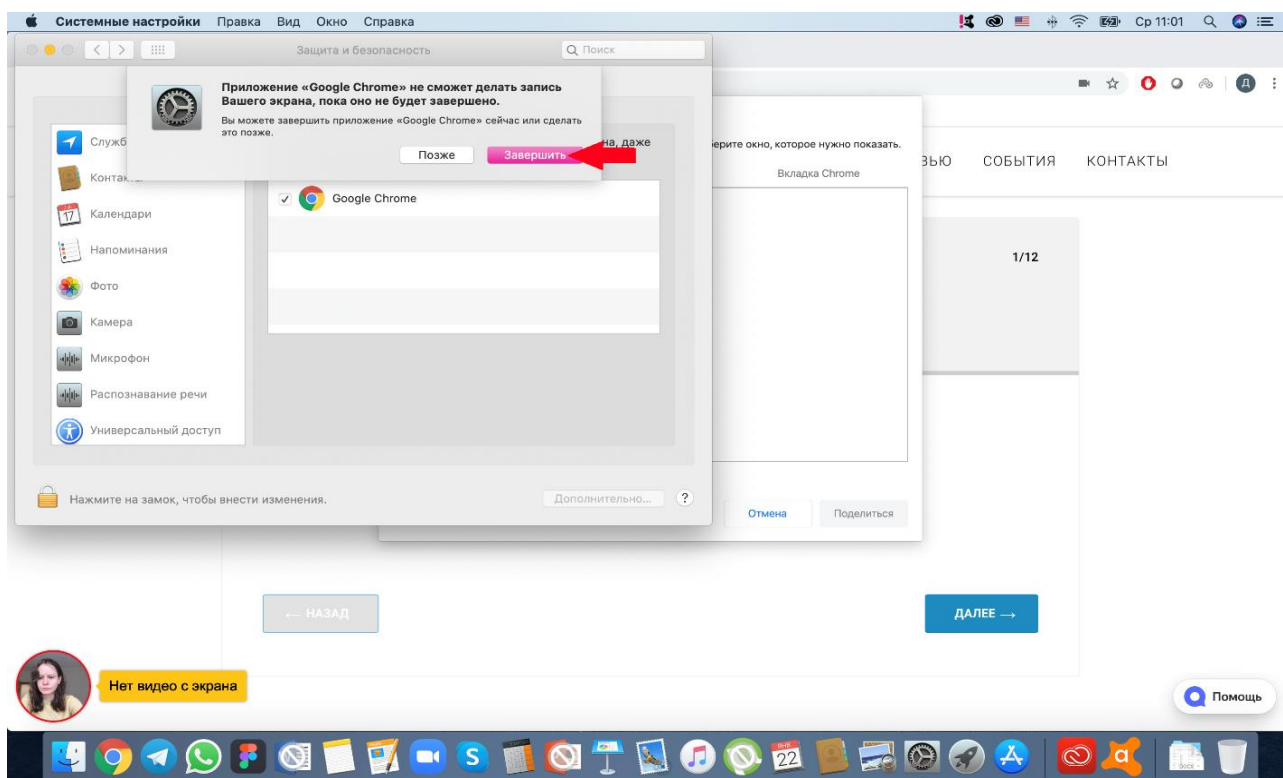 Системные настройки Правка Вид Окно Справка Ср 11:01
Защита и безопасность Поиск
Приложение «Google Chrome» не сможет делать запись
Вашего экрана, пока оно не будет завершено.
Вы можете завершить приложение «Google Chrome» сейчас или сделать
это позже.
Позже Завершить
на, даже
Google Chrome
Календари
Напоминания
Фото
Камера
Микрофон
Распознавание речи
Универсальный доступ
Нажмите на замок, чтобы внести изменения.
Дополнительно... ?
окно, которое нужно показать.
Вкладка Chrome
Отмена Поделиться
Д
СОБЫТИЯ КОНТАКТЫ
1/12
← НАЗАД ДАЛЕЕ →
Нет видео с экрана
Помощь
17
22